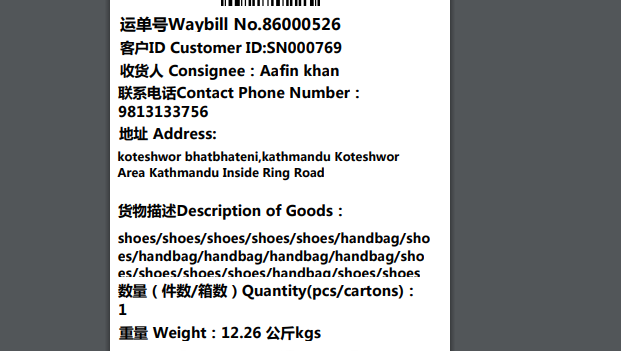 运单号Waybill No.86000526
客户ID Customer ID:SN000769
收货人 Consignee：Aafin khan
联系电话Contact Phone Number：
9813133756
地址 Address:
koteshwor bhatbhateni,kathmandu Koteshwor
Area Kathmandu Inside Ring Road
货物描述Description of Goods：
shoes/shoes/shoes/shoes/shoes/handbag/sho
es/handbag/handbag/handbag/handbag/sho
es/shoes/shoes/shoes/handbag/shoes/shoes
数量（件数/箱数）Quantity(pcs/cartons)：
1
重量 Weight：12.26 公斤kgs